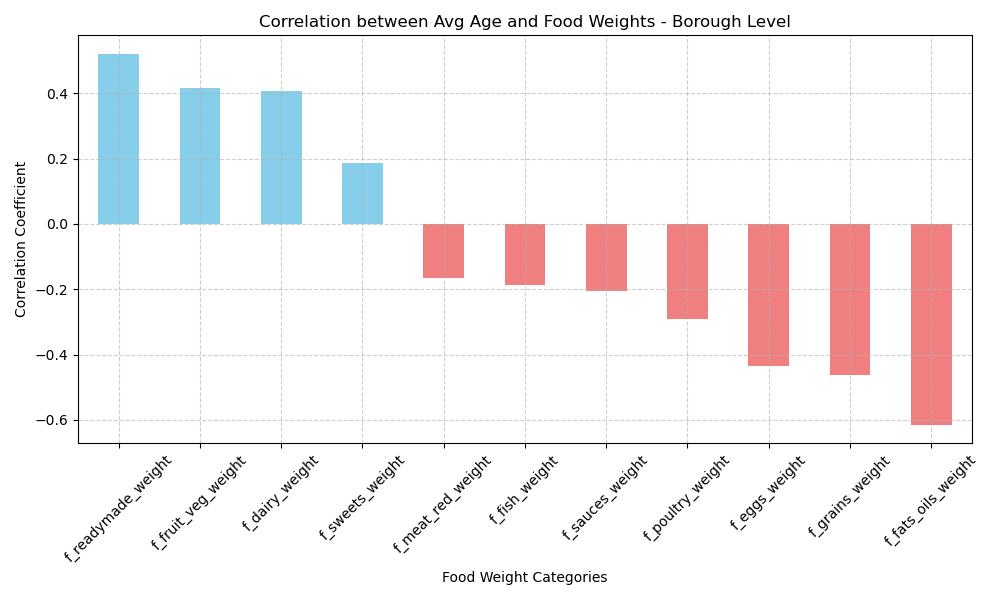 Correlation between Avg Age and Food Weights - Borough Level
Correlation Coefficient
0.4
0.2
0.0
−0.2
−0.4
−0.6
f_readymade_weight
f_fruit_veg_weight
f_dairy_weight
f_sweets_weight
f_meat_red_weight
f_fish_weight
f_sauces_weight
f_poultry_weight
f_eggs_weight
f_grains_weight
f_fats_oils_weight
Food Weight Categories